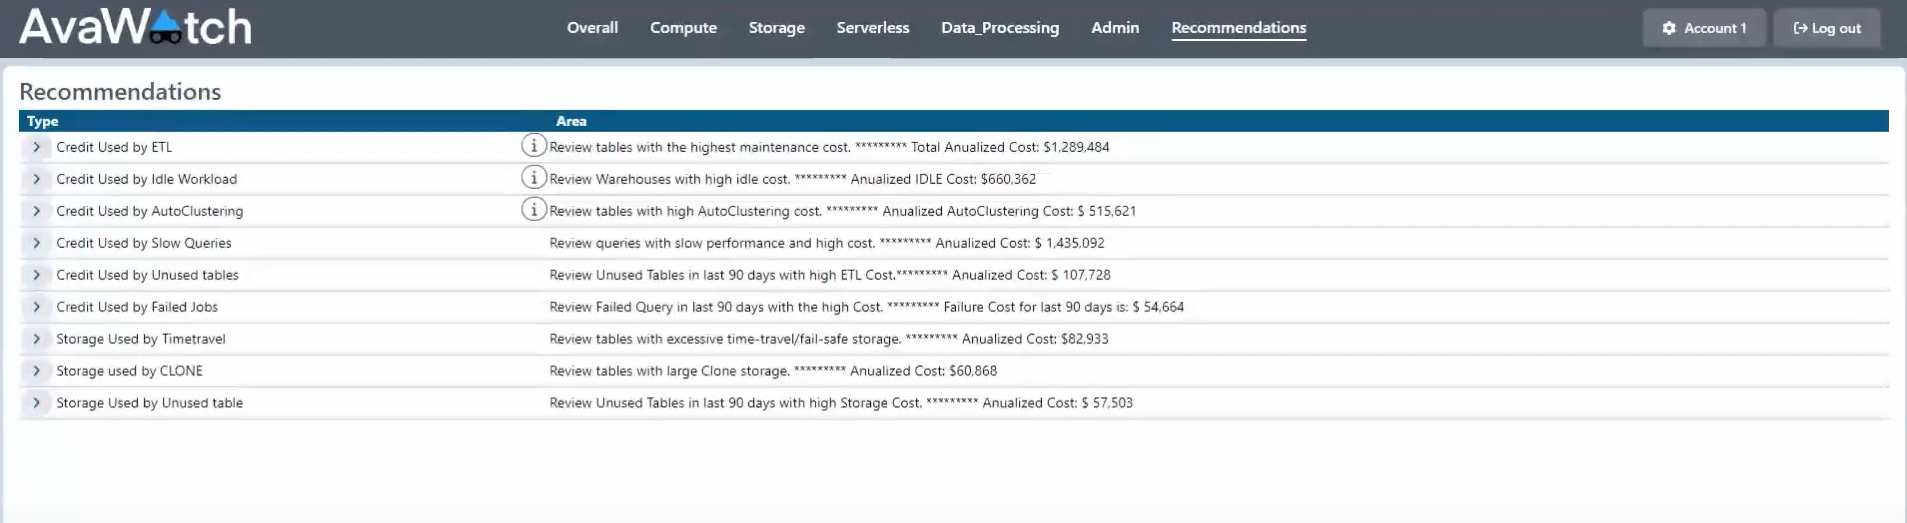 AvaWatch
Overall Compute Storage Serverless Data_Processing Admin Recommendations Account 1 Log out
Recommendations
Type Area
Credit Used by ETL Review tables with the highest maintenance cost. ********* Total Anualized Cost: $1,289,484
Credit Used by Idle Workload Review Warehouses with high idle cost. ********* Anualized IDLE Cost: $660,362
Credit Used by AutoClustering Review tables with high AutoClustering cost. ********* Anualized AutoClustering Cost: $ 515,621
Credit Used by Slow Queries Review queries with slow performance and high cost. ********* Anualized Cost: $ 1,435,092
Credit Used by Unused tables Review Unused Tables in last 90 days with high ETL Cost.********* Anualized Cost: $ 107,728
Credit Used by Failed Jobs Review Failed Query in last 90 days with the high Cost. ********* Failure Cost for last 90 days is: $ 54,664
Storage Used by Timetravel Review tables with excessive time-travel/fail-safe storage. ********* Anualized Cost: $82,933
Storage used by CLONE Review tables with large Clone storage. ********* Anualized Cost: $60,868
Storage Used by Unused table Review Unused Tables in last 90 days with high Storage Cost. ********* Anualized Cost: $ 57,503